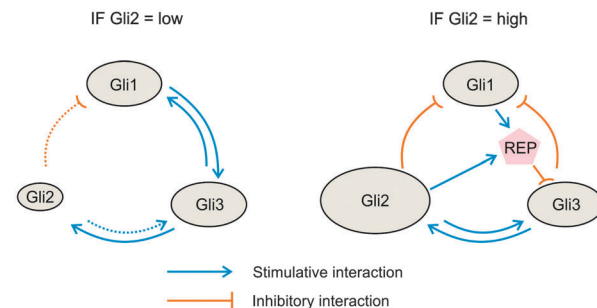 IF Gli2 = low
IF Gli2 = high
Gli1
Gli1
REP
Gli2
Gli3
Gli2
Gli3
Stimulative interaction
Inhibitory interaction